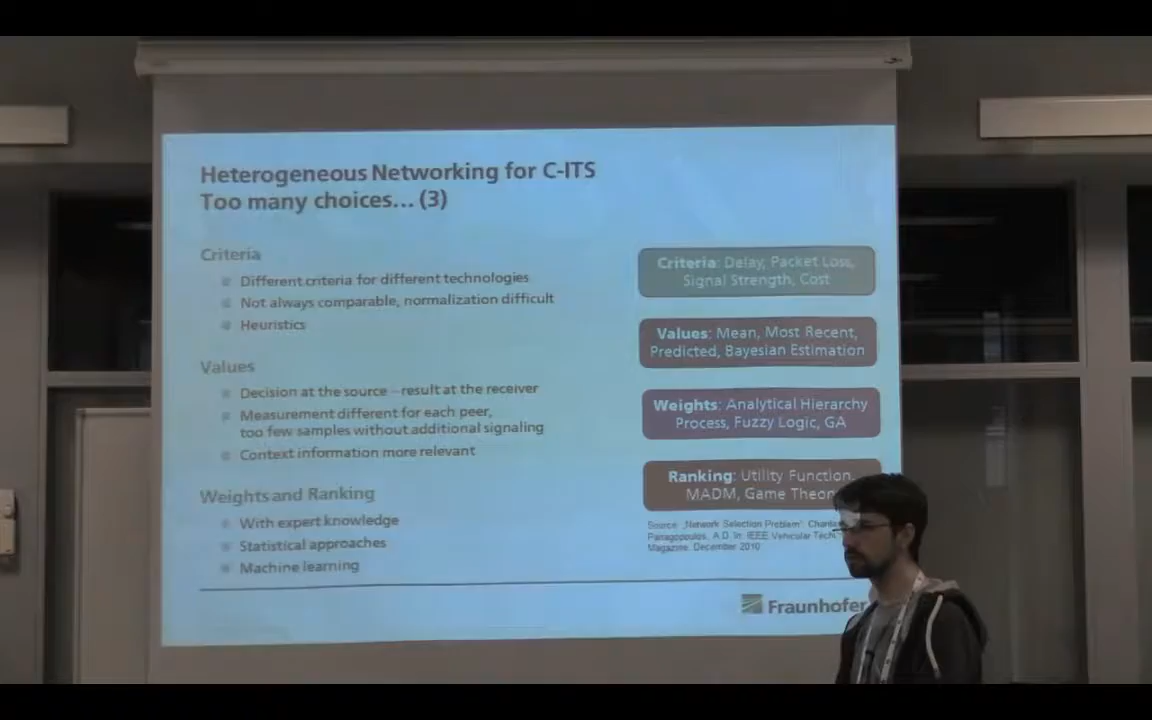 Heterogeneous Networking for C-ITS
Too many choices... (3)
Criteria
Different criteria for different technologies
Not always comparable, normalization difficult
Heuristics
Values
Decision at the source – result at the receiver
Measurement different for each peer,
too few samples without additional signaling
Context information more relevant
Weights and Ranking
With expert knowledge
Statistical approaches
Machine learning
Criteria: Delay, Packet Loss,
Signal Strength, Cost
Values: Mean, Most Recent,
Predicted, Bayesian Estimation
Weights: Analytical Hierarchy
Process, Fuzzy Logic, GA
Ranking: Utility Function,
MADM, Game Theor
Source: „Network Selection Problem“
A.D. In: IEEE Vehicular Tech.
Magazine, December 2010
Fraunhofer